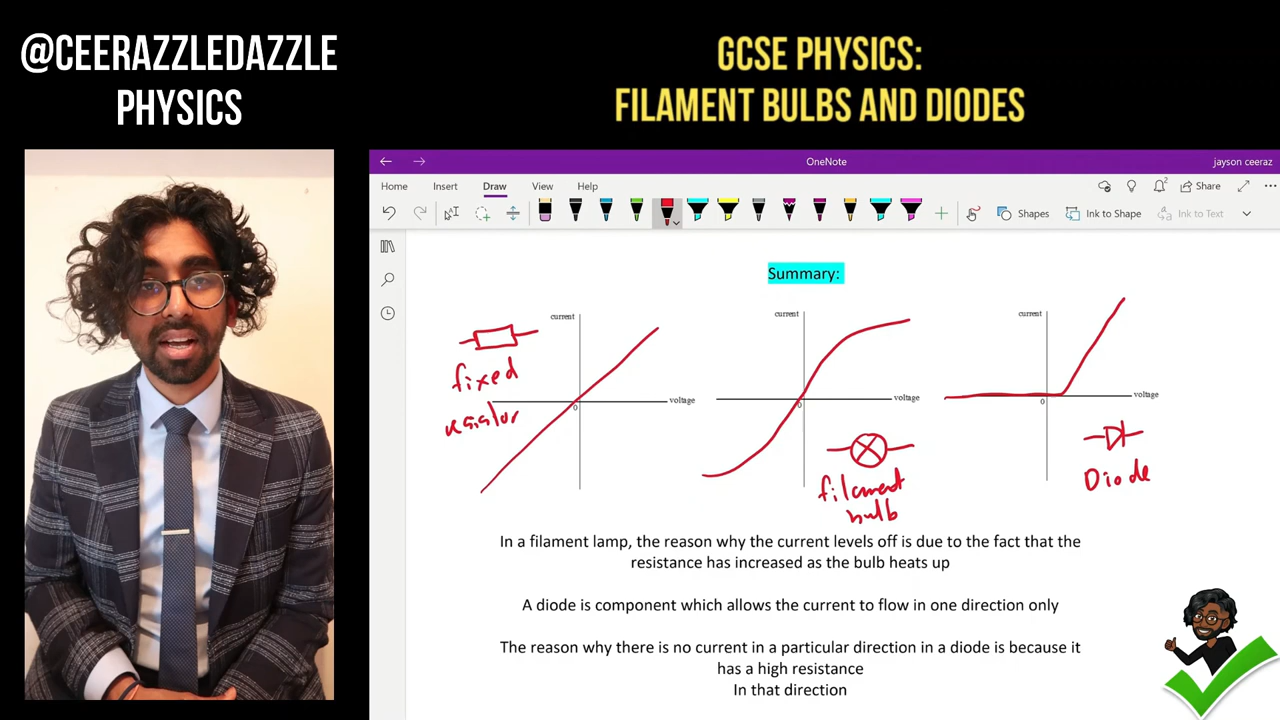 @CEERAZZLEDAZZLE
PHYSICS
GCSE PHYSICS:
FILAMENT BULBS AND DIODES
OneNote
jayson ceeraz
Home
Insert
Draw
View
Help
2
Share
Shapes
Ink to Shape
Ink to Text
Summary:
current
voltage
0
fixed
resistor
current
voltage
0
filament
bulb
current
voltage
0
Diode
In a filament lamp, the reason why the current levels off is due to the fact that the
resistance has increased as the bulb heats up
A diode is component which allows the current to flow in one direction only
The reason why there is no current in a particular direction in a diode is because it
has a high resistance
In that direction